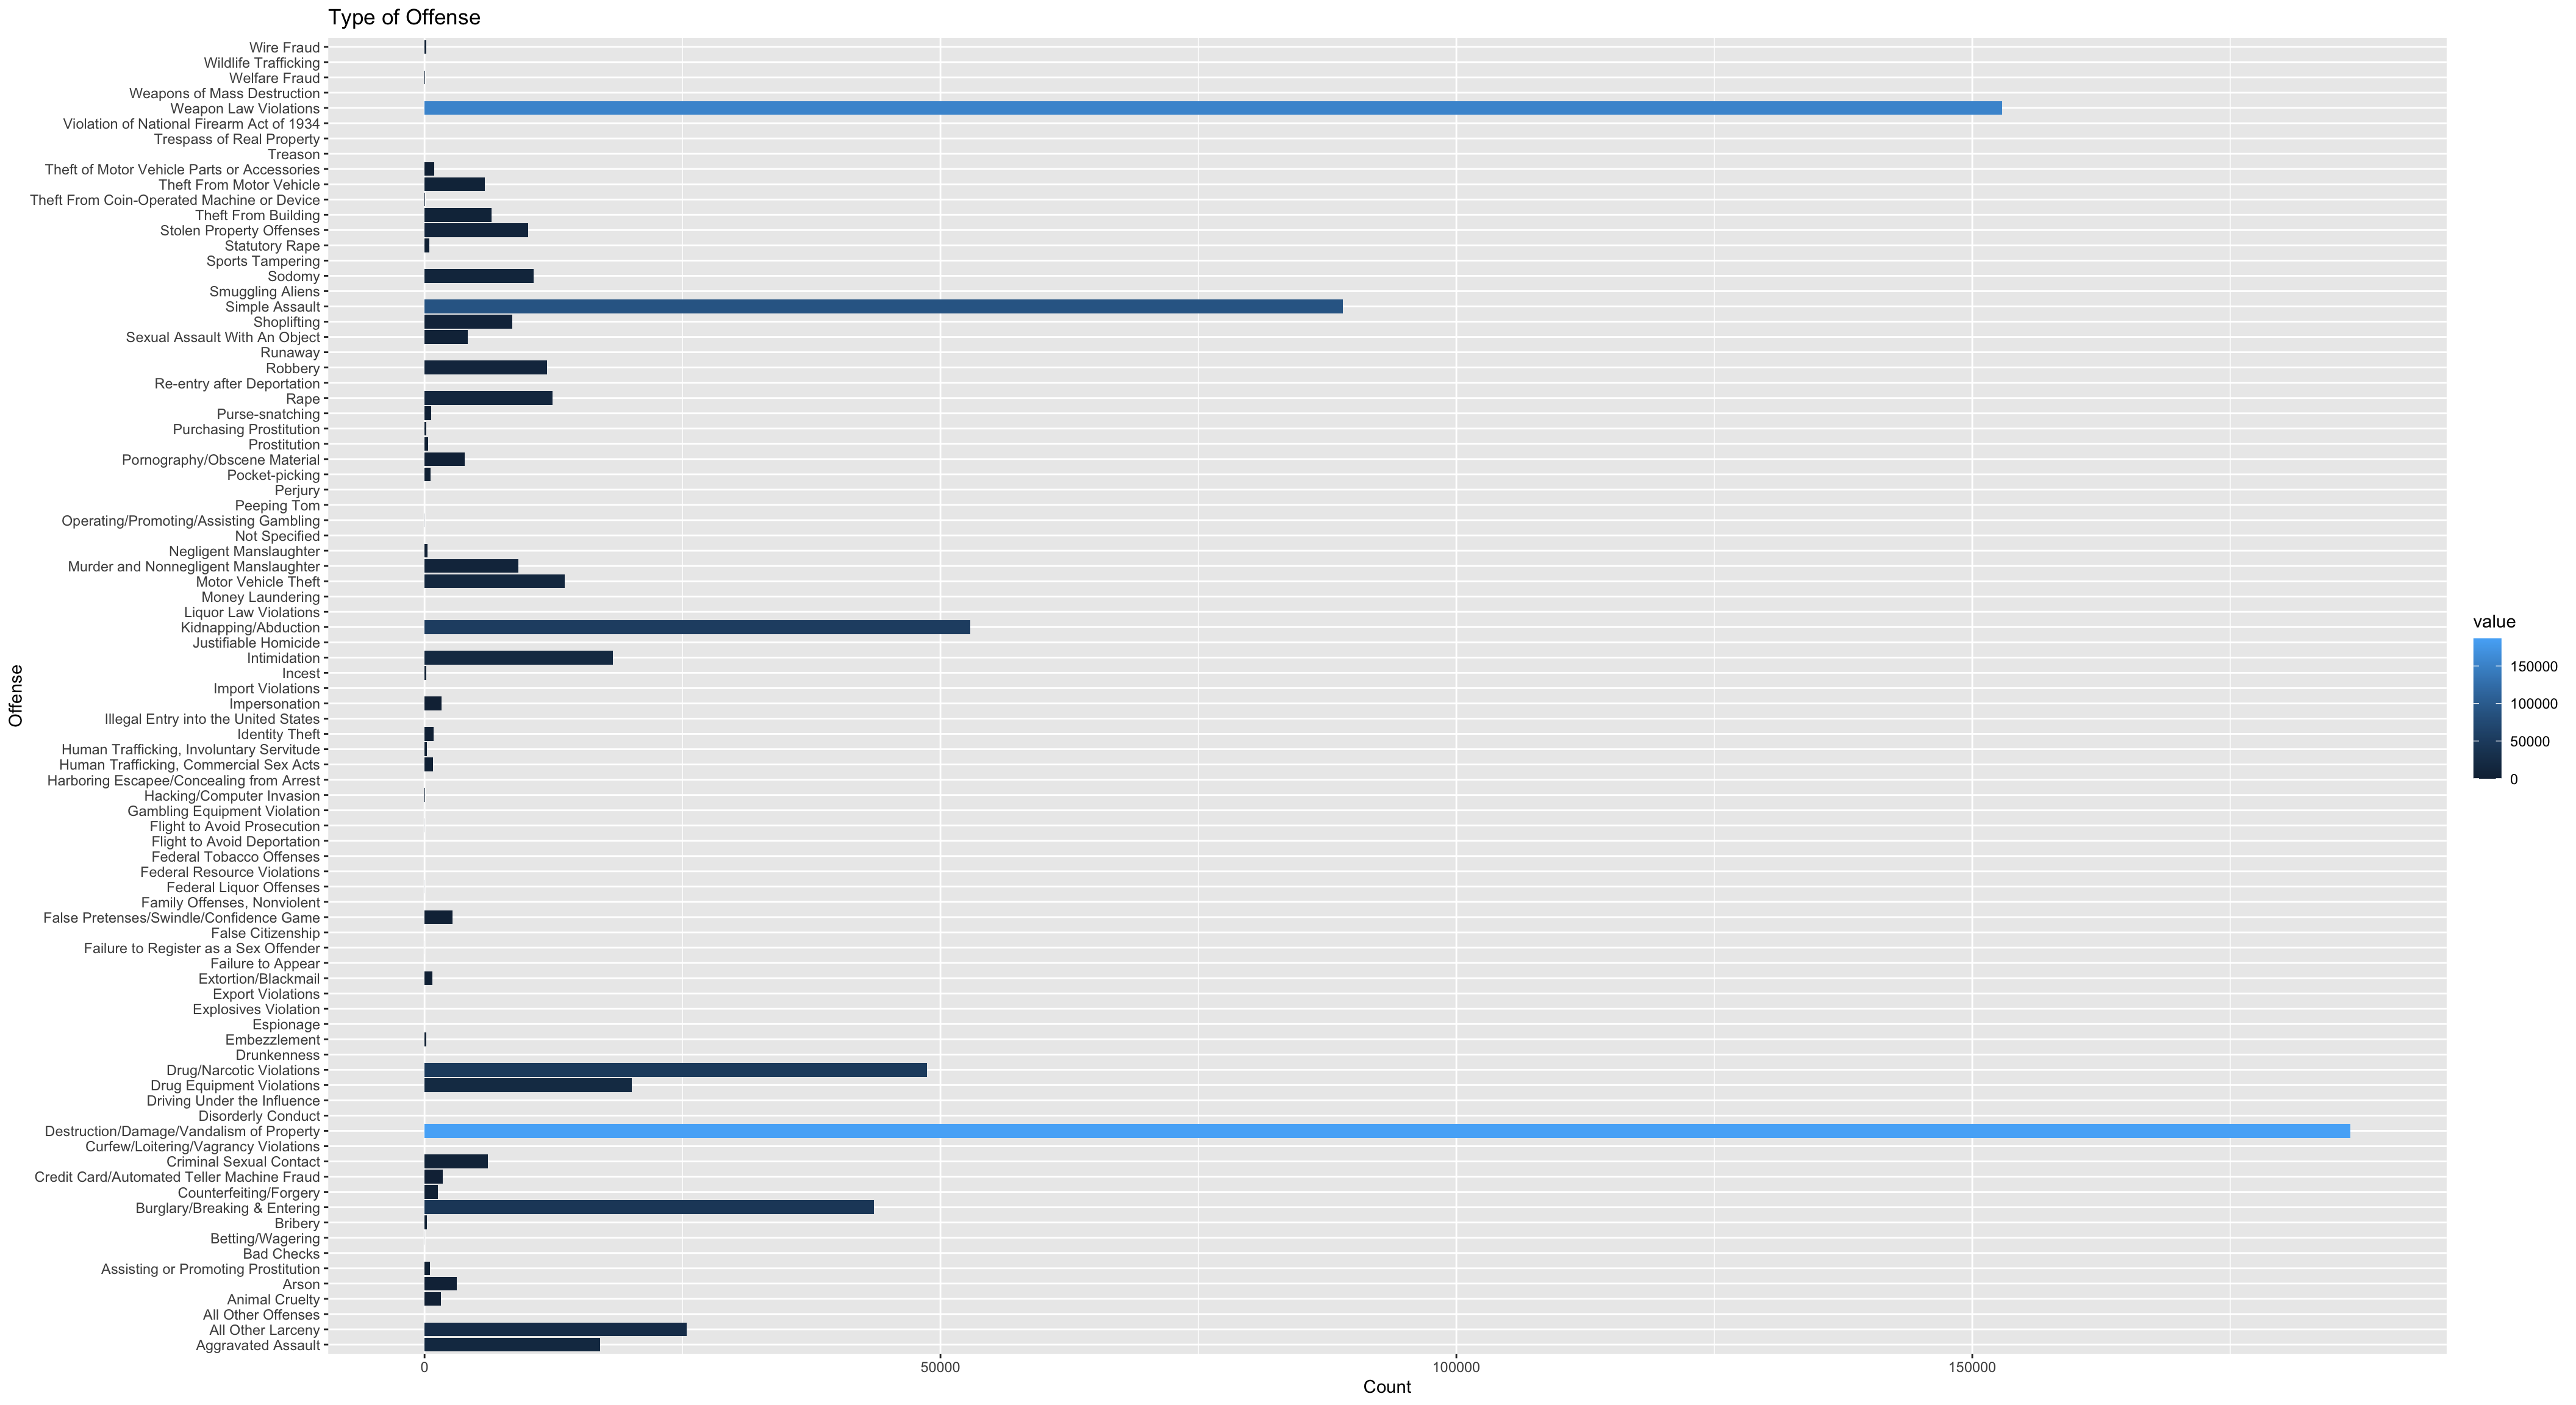 Type of Offense
Wire Fraud
Wildlife Trafficking
Welfare Fraud
Weapons of Mass Destruction
Weapon Law Violations
Violation of National Firearm Act of 1934
Trespass of Real Property
Treason
Theft of Motor Vehicle Parts or Accessories
Theft From Motor Vehicle
Theft From Coin-Operated Machine or Device
Theft From Building
Stolen Property Offenses
Statutory Rape
Sports Tampering
Sodomy
Smuggling Aliens
Simple Assault
Shoplifting
Sexual Assault With An Object
Runaway
Robbery
Re-entry after Deportation
Rape
Purse-snatching
Purchasing Prostitution
Prostitution
Pornography/Obscene Material
Pocket-picking
Perjury
Peeping Tom
Operating/Promoting/Assisting Gambling
Not Specified
Negligent Manslaughter
Murder and Nonnegligent Manslaughter
Motor Vehicle Theft
Money Laundering
Liquor Law Violations
Kidnapping/Abduction
Justifiable Homicide
Intimidation
Incest
Import Violations
Impersonation
Illegal Entry into the United States
Identity Theft
Human Trafficking, Involuntary Servitude
Human Trafficking, Commercial Sex Acts
Harboring Escapee/Concealing from Arrest
Hacking/Computer Invasion
Gambling Equipment Violation
Flight to Avoid Prosecution
Flight to Avoid Deportation
Federal Tobacco Offenses
Federal Resource Violations
Federal Liquor Offenses
Family Offenses, Nonviolent
False Pretenses/Swindle/Confidence Game
False Citizenship
Failure to Register as a Sex Offender
Failure to Appear
Extortion/Blackmail
Export Violations
Explosives Violation
Espionage
Embezzlement
Drunkenness
Drug/Narcotic Violations
Drug Equipment Violations
Driving Under the Influence
Disorderly Conduct
Destruction/Damage/Vandalism of Property
Curfew/Loitering/Vagrancy Violations
Criminal Sexual Contact
Credit Card/Automated Teller Machine Fraud
Counterfeiting/Forgery
Burglary/Breaking & Entering
Bribery
Betting/Wagering
Bad Checks
Assisting or Promoting Prostitution
Arson
Animal Cruelty
All Other Offenses
All Other Larceny
Aggravated Assault
Offense
0 50000 100000 150000
Count
value
150000
100000
50000
0